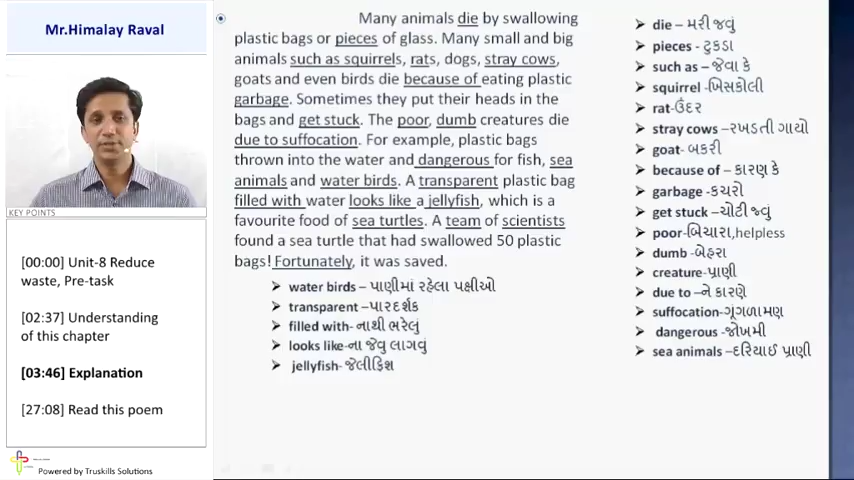 Mr.Himalay Raval
KEY POINTS
[00:00] Unit-8 Reduce
waste, Pre-task
[02:37] Understanding
of this chapter
[03:46] Explanation
[27:08] Read this poem
Powered by Truskills Solutions
Many animals die by swallowing
plastic bags or pieces of glass. Many small and big
animals such as squirrels, rats, dogs, stray cows,
goats and even birds die because of eating plastic
garbage. Sometimes they put their heads in the
bags and get stuck. The poor, dumb creatures die
due to suffocation. For example, plastic bags
thrown into the water and dangerous for fish, sea
animals and water birds. A transparent plastic bag
filled with water looks like a jellyfish, which is a
favourite food of sea turtles. A team of scientists
found a sea turtle that had swallowed 50 plastic
bags! Fortunately, it was saved.
➤ water birds – પાણીમાં રહેલા પક્ષીઓ
➤ transparent –પારદર્શક
➤ filled with-નાથી ભરેલું
➤ looks like-ના જેવુ લાગવું
➤ jellyfish- જેલીફિશ
➤ die – મરી જવું
➤ pieces - ટુકડા
➤ such as – જેવા કે
➤ squirrel -ખિસકોલી
➤ rat-ઉંદર
➤ stray cows –રખડતી ગાયો
➤ goat- બકરી
➤ because of – કારણ કે
➤ garbage -કચરો
➤ get stuck –ચોટી જ્વું
➤ poor-બિચારા,helpless
➤ dumb -બેહરા
➤ creature-પ્રાણી
➤ due to –ને કારણે
➤ suffocation-ગૂંગળામણ
➤ dangerous -જોખમી
➤ sea animals –દરિયાઈ પ્રાણી